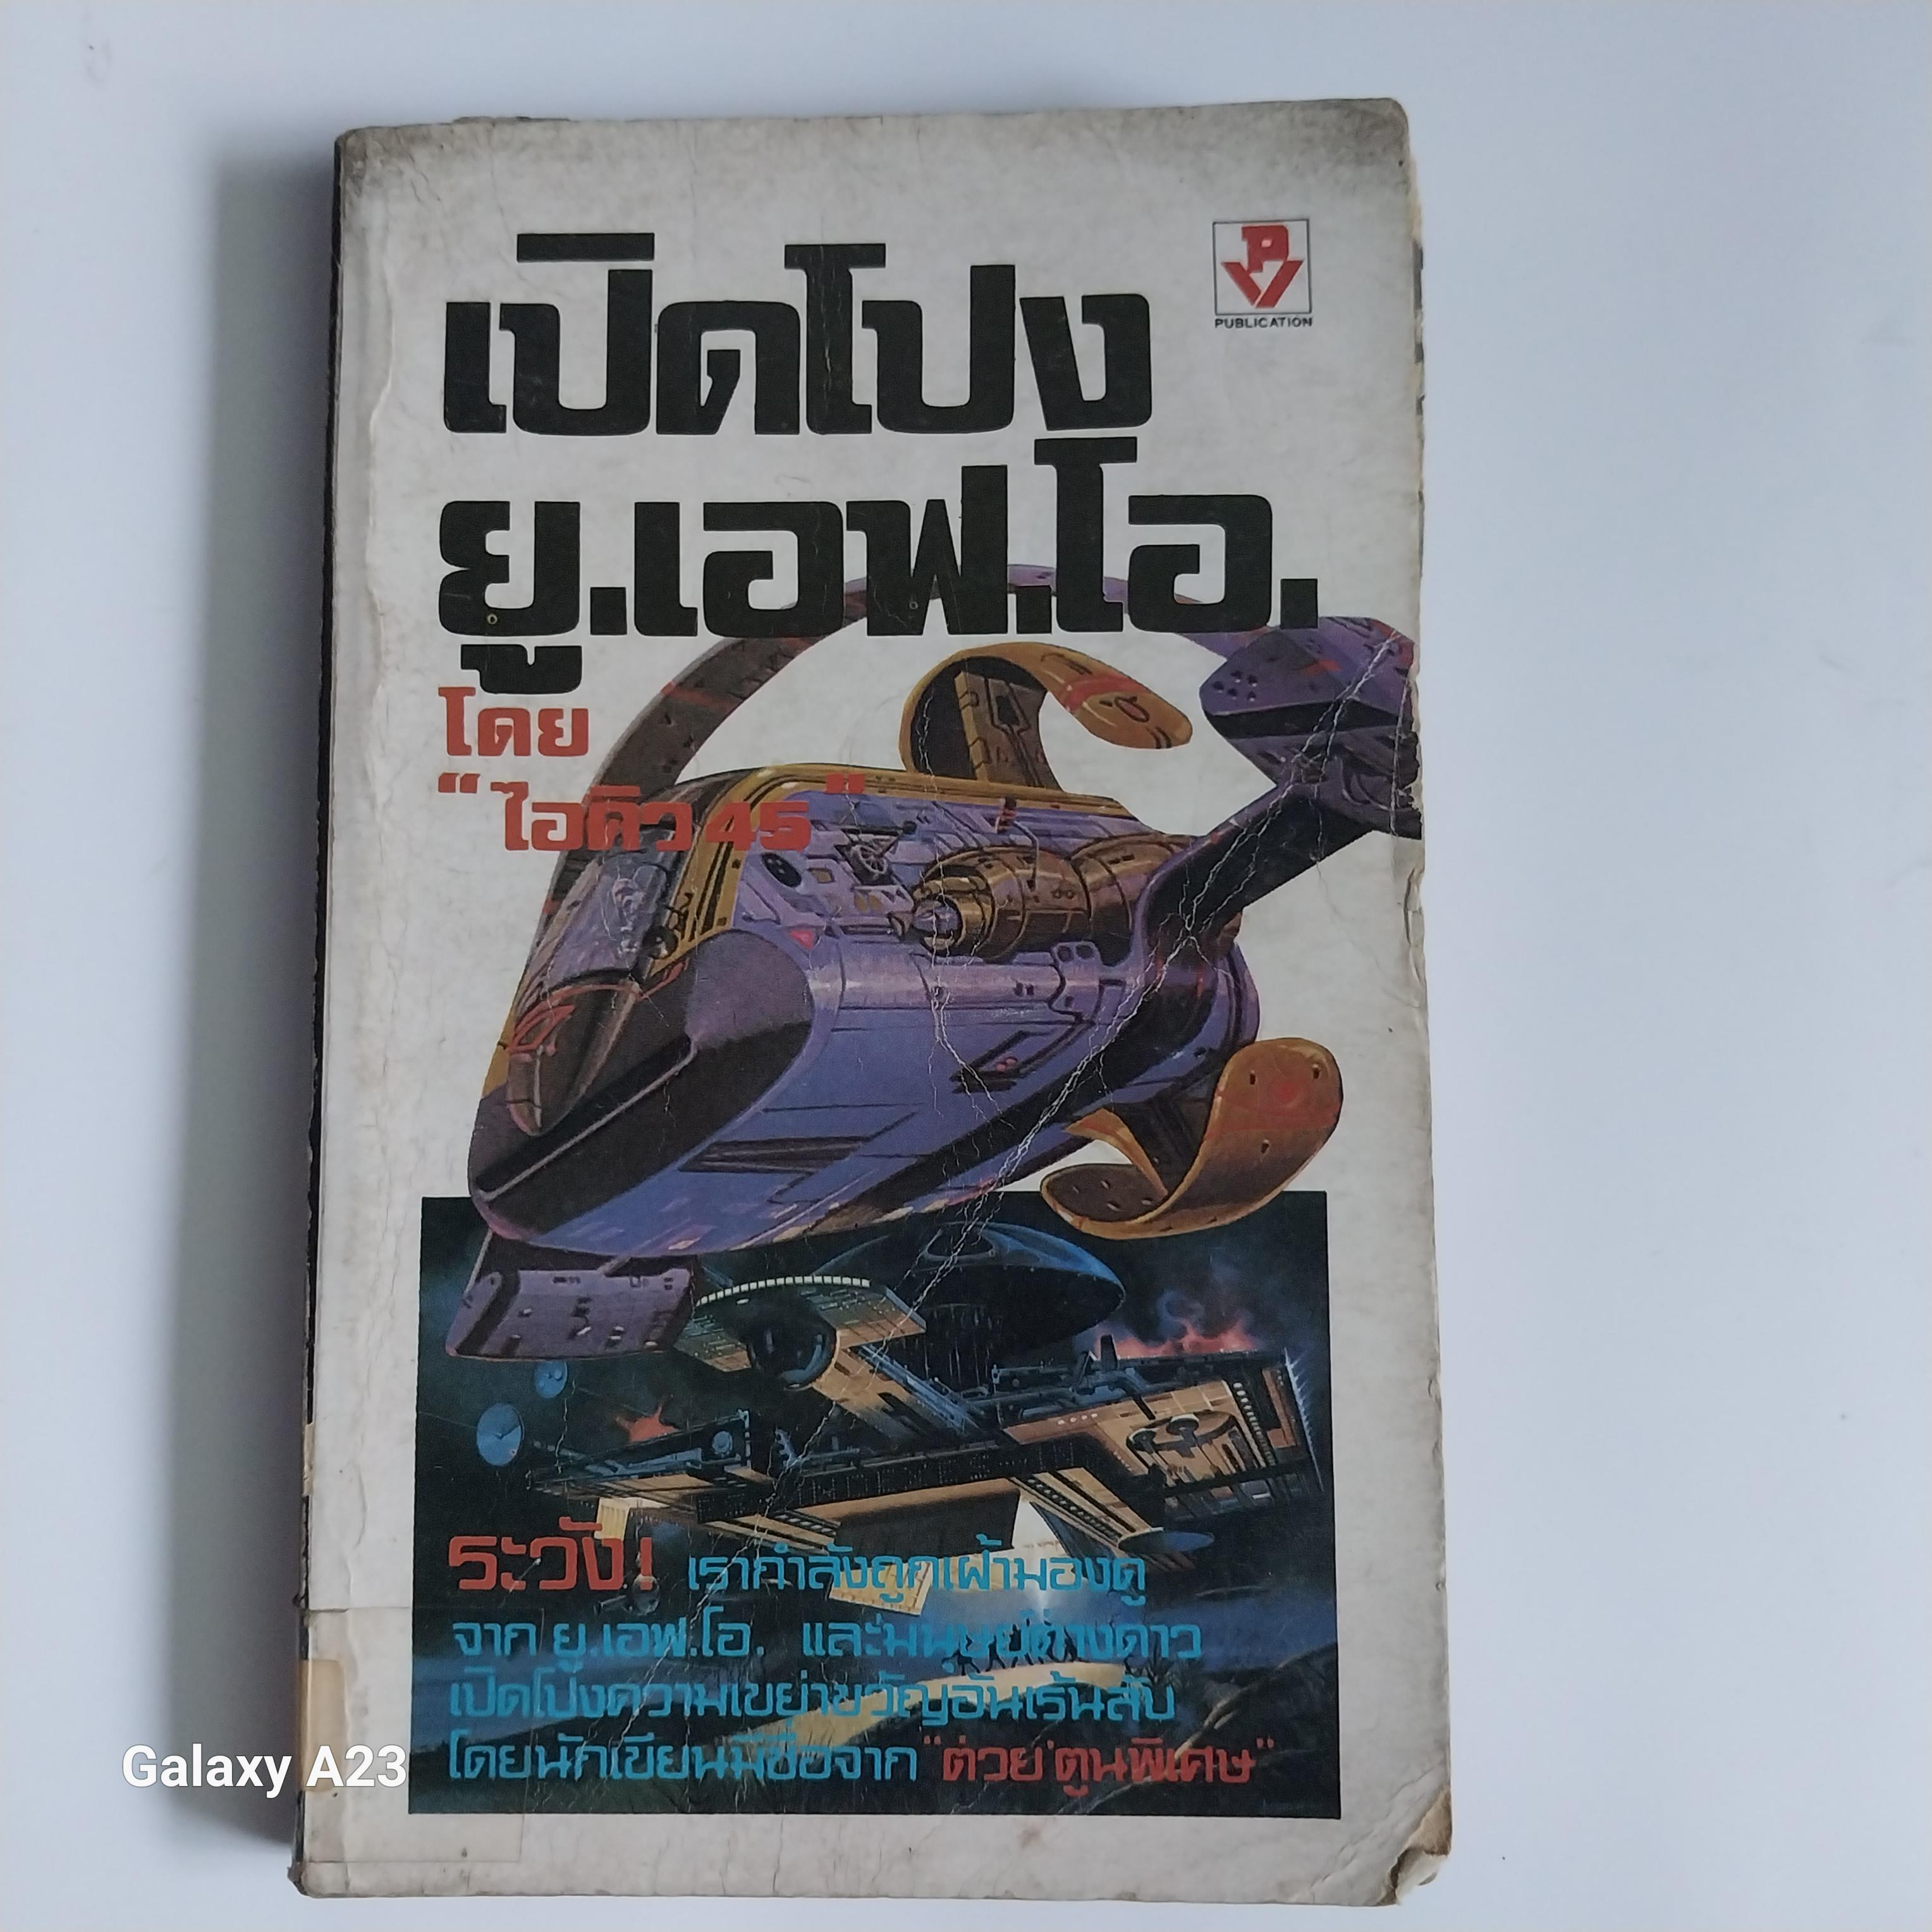 เปิดโปง
PV
PUBLICATION
ยู.เอฟ.โอ.
โดย
"ไอคิว 45"
ระวัง! เรากำลังถูกเฝ้ามองดู
จาก ยู.เอฟ.โอ. และมนุษย์ต่างดาว
เปิดโปงความเขย่าขวัญอันเร้นลับ
โดยนักเขียนมีชื่อจาก "ต่วย'ตูนพิเศษ"
Galaxy A23